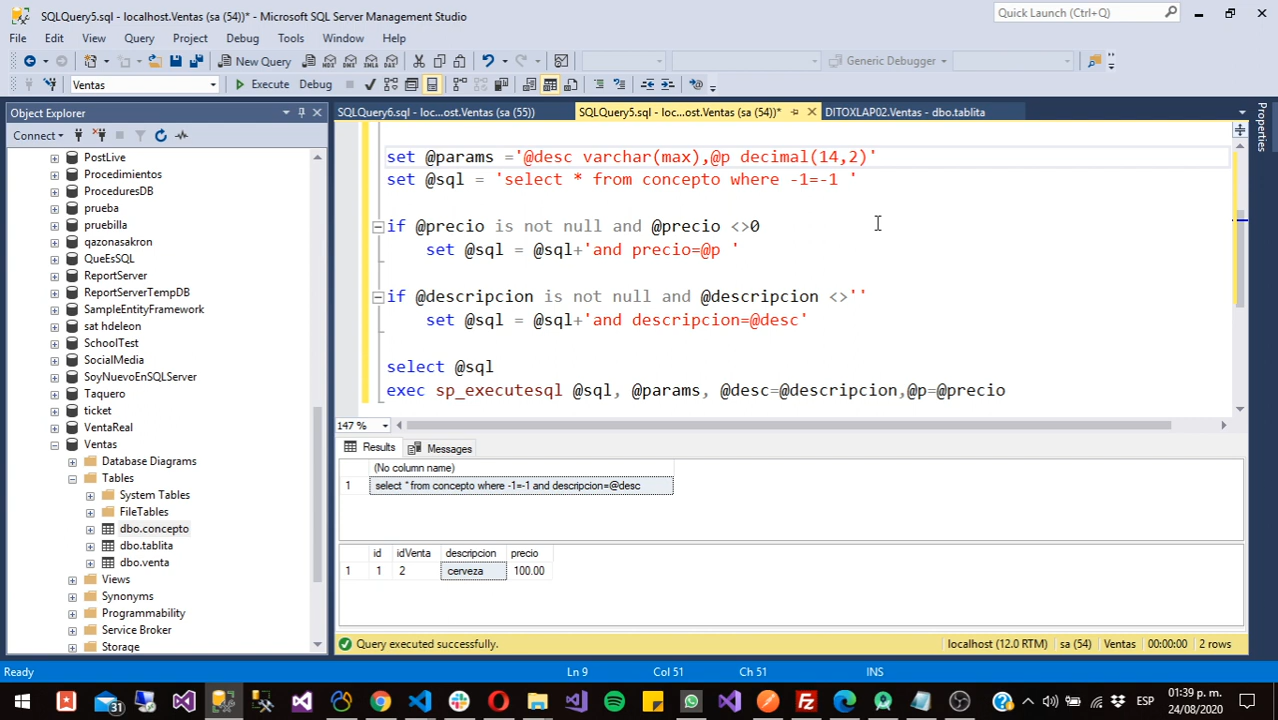 SQLQuery5.sql - localhost.Ventas (sa (54))* - Microsoft SQL Server Management Studio
Quick Launch (Ctrl+Q)
File Edit View Query Project Debug Tools Window Help
New Query
Generic Debugger
Ventas
Execute Debug
Object Explorer
SQLQuery6.sql - loc...ost.Ventas (sa (55))
SQLQuery5.sql - loc...ost.Ventas (sa (54))*
DITOXLAP02.Ventas - dbo.tablita
Properties
Connect
PostLive
Procedimientos
ProceduresDB
prueba
pruebilla
qazonasakron
QueEsSQL
ReportServer
ReportServerTempDB
SampleEntityFramework
sat hdeleon
SchoolTest
SocialMedia
SoyNuevoEnSQLServer
Taquero
ticket
VentaReal
Ventas
Database Diagrams
Tables
System Tables
FileTables
dbo.concepto
dbo.tablita
dbo.venta
Views
Synonyms
Programmability
Service Broker
Storage
set @params ='@desc varchar(max),@p decimal(14,2)'
set @sql = 'select * from concepto where -1=-1 '
if @precio is not null and @precio <>0
set @sql = @sql+'and precio=@p '
if @descripcion is not null and @descripcion <>''
set @sql = @sql+'and descripcion=@desc'
select @sql
exec sp_executesql @sql, @params, @desc=@descripcion,@p=@precio
147 %
Results Messages
(No column name)
1 select * from concepto where -1=-1 and descripcion=@desc
id idVenta descripcion precio
1 1 2 cerveza 100.00
Query executed successfully.
localhost (12.0 RTM) sa (54) Ventas 00:00:00 2 rows
Ready
Ln 9 Col 51 Ch 51 INS
31
ESP
01:39 p. m.
24/08/2020